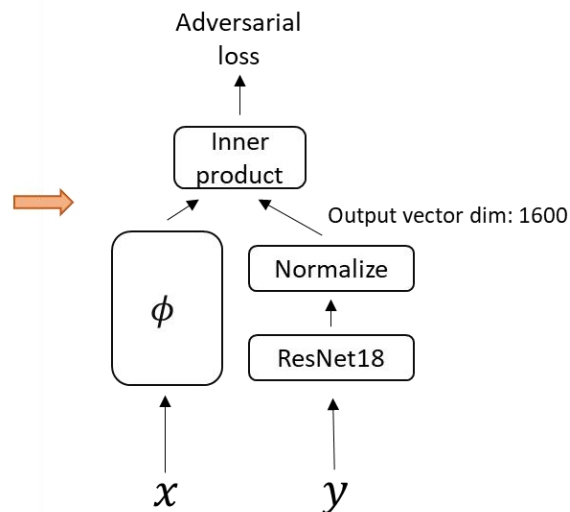 Adversarial
loss
Inner
product
Output vector dim: 1600
Normalize
ϕ
ResNet18
x
y